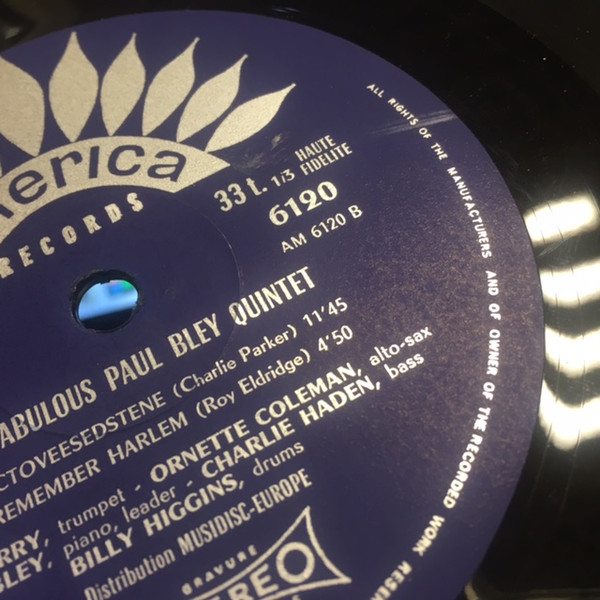 erica
RECORDS
33 t. 1/3 HAUTE FIDELITE
6120
AM 6120 B
ABULOUS PAUL BLEY QUINTET
CTOVEESEDSTENE (Charlie Parker) 11'45
REMEMBER HARLEM (Roy Eldridge) 4'50
RRY, trumpet - ORNETTE COLEMAN, alto-sax
BLEY, piano, leader - CHARLIE HADEN, bass
BILLY HIGGINS, drums
Distribution MUSIDISC-EUROPE
GRAVURE
REO
ALL RIGHTS OF THE MANUFACTURERS AND OF OWNER OF THE RECORDED WORK RESE